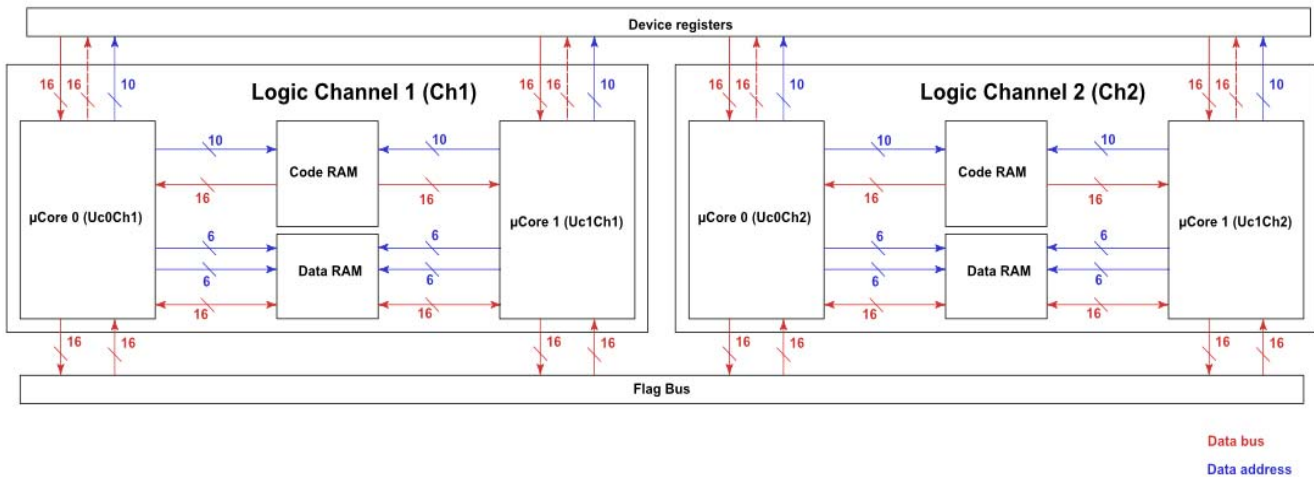 Device registers
16 16 10 16 16 10 16 16 10 16 16 10
Logic Channel 1 (Ch1) Logic Channel 2 (Ch2)
10 10 10 10
Code RAM Code RAM
16 16 16 16
µCore 0 (Uc0Ch1) µCore 1 (Uc1Ch1) µCore 0 (Uc0Ch2) µCore 1 (Uc1Ch2)
6 6 6 6
Data RAM Data RAM
6 6 6 6
16 16 16 16
16 16 16 16 16 16 16 16
Flag Bus
Data bus
Data address